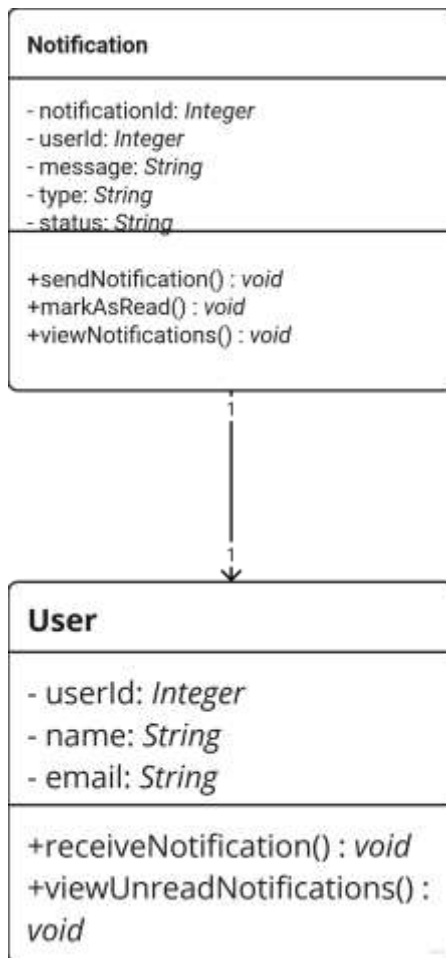 Notification
- notificationId: Integer
- userId: Integer
- message: String
- type: String
- status: String
+sendNotification() : void
+markAsRead() : void
+viewNotifications() : void
1
1
User
- userId: Integer
- name: String
- email: String
+receiveNotification() : void
+viewUnreadNotifications() :
void